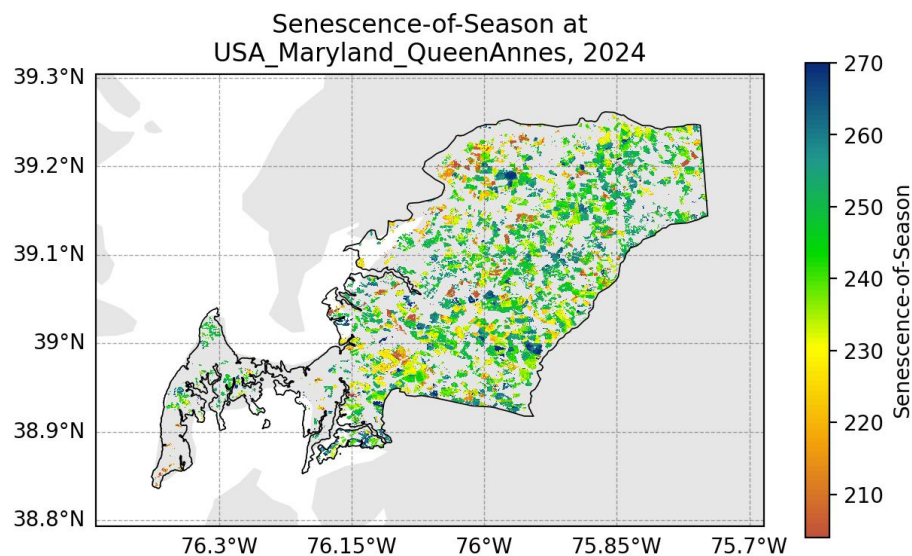 Senescence-of-Season at
USA_Maryland_QueenAnnes, 2024
39.3°N
39.2°N
39.1°N
39°N
38.9°N
38.8°N
76.3°W
76.15°W
76°W
75.85°W
75.7°W
270
260
250
240
230
220
210
Senescence-of-Season